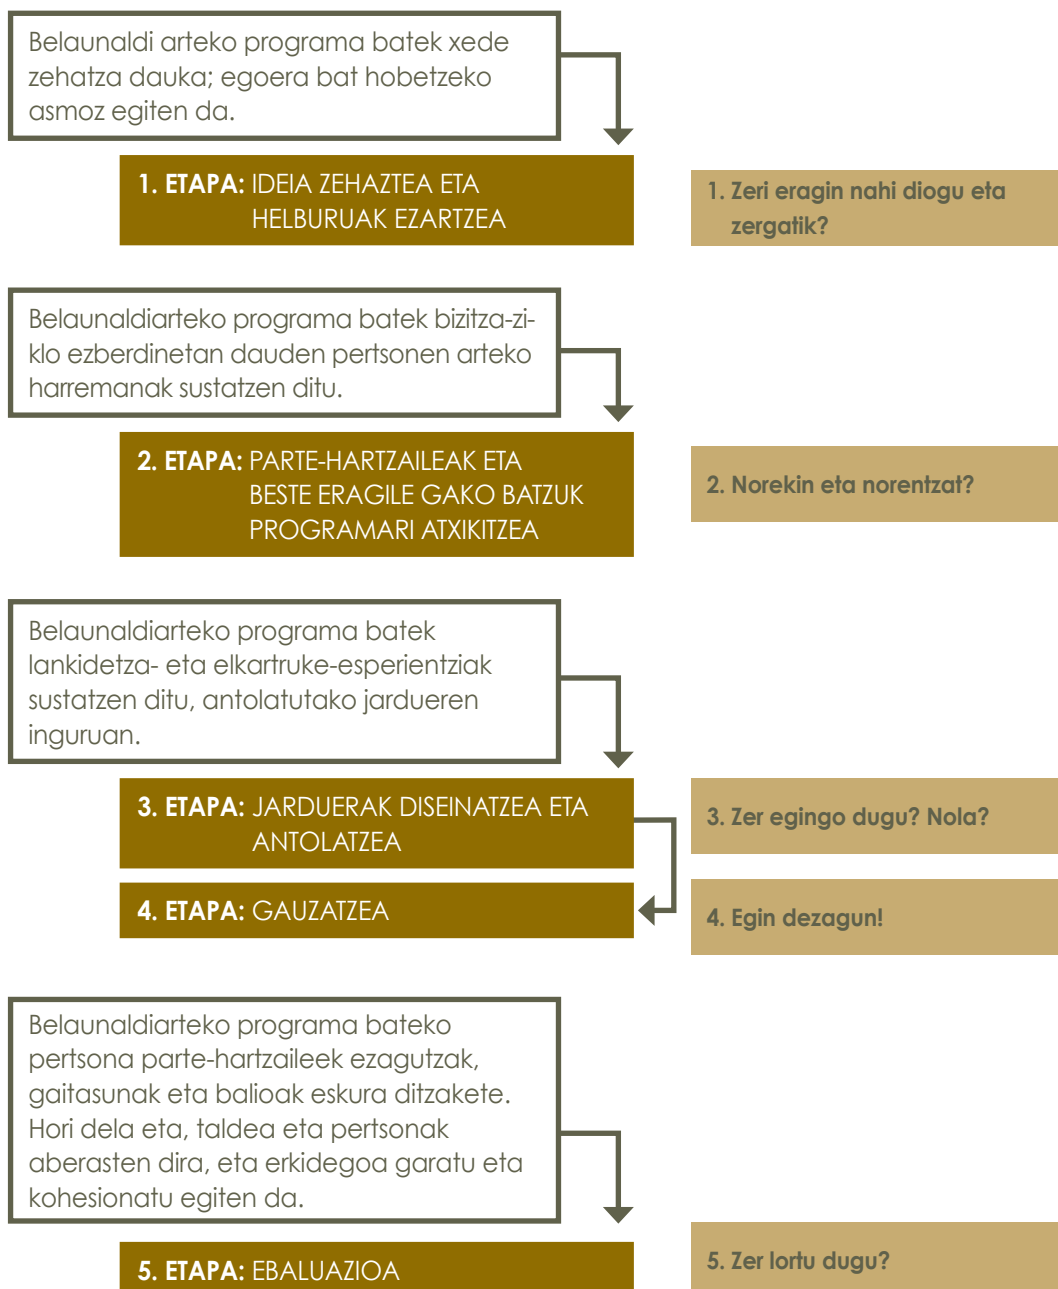 Belaunaldi arteko programa batek xede
zehatza dauka; egoera bat hobetzeko
asmoz egiten da.
1. ETAPA: IDEIA ZEHAZTEA ETA
HELBURUAK EZARTZEA
1. Zeri eragin nahi diogu eta
zergatik?
Belaunaldiarteko programa batek bizitza-zi-
klo ezberdinetan dauden pertsonen arteko
harremanak sustatzen ditu.
2. ETAPA: PARTE-HARTZAILEAK ETA
BESTE ERAGILE GAKO BATZUK
PROGRAMARI ATXIKITZEA
2. Norekin eta norentzat?
Belaunaldiarteko programa batek
lankidetza- eta elkartruke-esperientziak
sustatzen ditu, antolatutako jardueren
inguruan.
3. ETAPA: JARDUERAK DISEINATZEA ETA
ANTOLATZEA
3. Zer egingo dugu? Nola?
4. ETAPA: GAUZATZEA
4. Egin dezagun!
Belaunaldiarteko programa bateko
pertsona parte-hartzaileek ezagutzak,
gaitasunak eta balioak eskura ditzakete.
Hori dela eta, taldea eta pertsonak
aberasten dira, eta erkidegoa garatu eta
kohesionatu egiten da.
5. ETAPA: EBALUAZIOA
5. Zer lortu dugu?